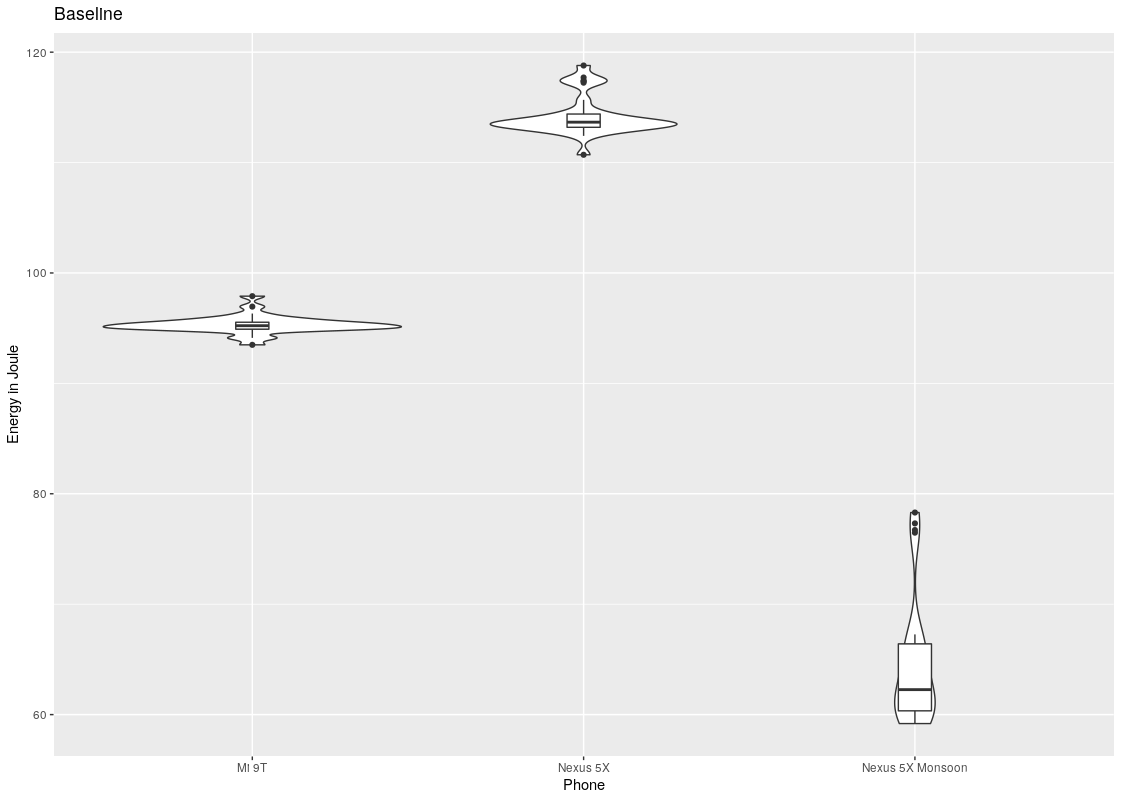 Baseline
120
100
80
60
Energy in Joule
MI 9T
Nexus 5X
Nexus 5X Monsoon
Phone